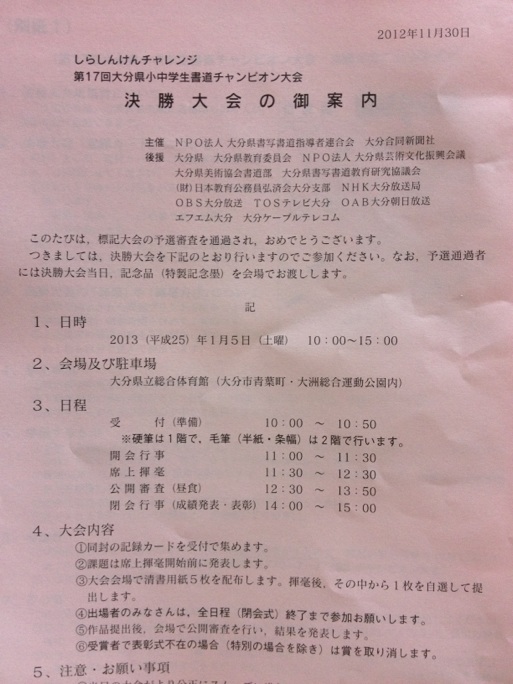 2012年11月30日
しらしんけんチャレンジ
第17回大分県小中学生書道チャンピオン大会
決勝大会の御案内
主催 NPO法人 大分県書写書道指導者連合会 大分合同新聞社
後援 大分県 大分県教育委員会 NPO法人 大分県芸術文化振興会議
大分県美術協会書道部 大分県書写書道教育研究協議会
(財)日本教育公務員弘済会大分支部 NHK大分放送局
OBS大分放送 TOSテレビ大分 OAB大分朝日放送
エフエム大分 大分ケーブルテレコム
このたびは,標記大会の予選審査を通過され,おめでとうございます。
つきましては,決勝大会を下記のとおり行いますのでご参加ください。なお,予選通過者
には決勝大会当日,記念品(特製記念墨)を会場でお渡しします。
記
1、日時
2013(平成25)年1月5日(土曜) 10:00〜15:00
2、会場及び駐車場
大分県立総合体育館(大分市青葉町・大洲総合運動公園内)
3、日程
受付(準備) 10:00 〜 10:50
※硬筆は1階で、毛筆(半紙・条幅)は2階で行います。
開会行事 11:00 〜 11:30
席上揮毫 11:30 〜 12:30
公開審査(昼食) 12:30 〜 13:50
閉会行事(成績発表・表彰) 14:00 〜 15:00
4、大会内容
①同封の記録カードを受付で集めます。
②課題は席上揮毫開始前に発表します。
③大会会場で清書用紙5枚を配布します。揮毫後,その中から1枚を自選して提
出します。
④出場者のみなさんは、全日程(閉会式)終了まで参加お願いします。
⑤作品提出後,会場で公開審査を行い,結果を発表します。
⑥受賞者で表彰式不在の場合(特別の場合を除き)は賞を取り消します。
5、注意・お願い事項